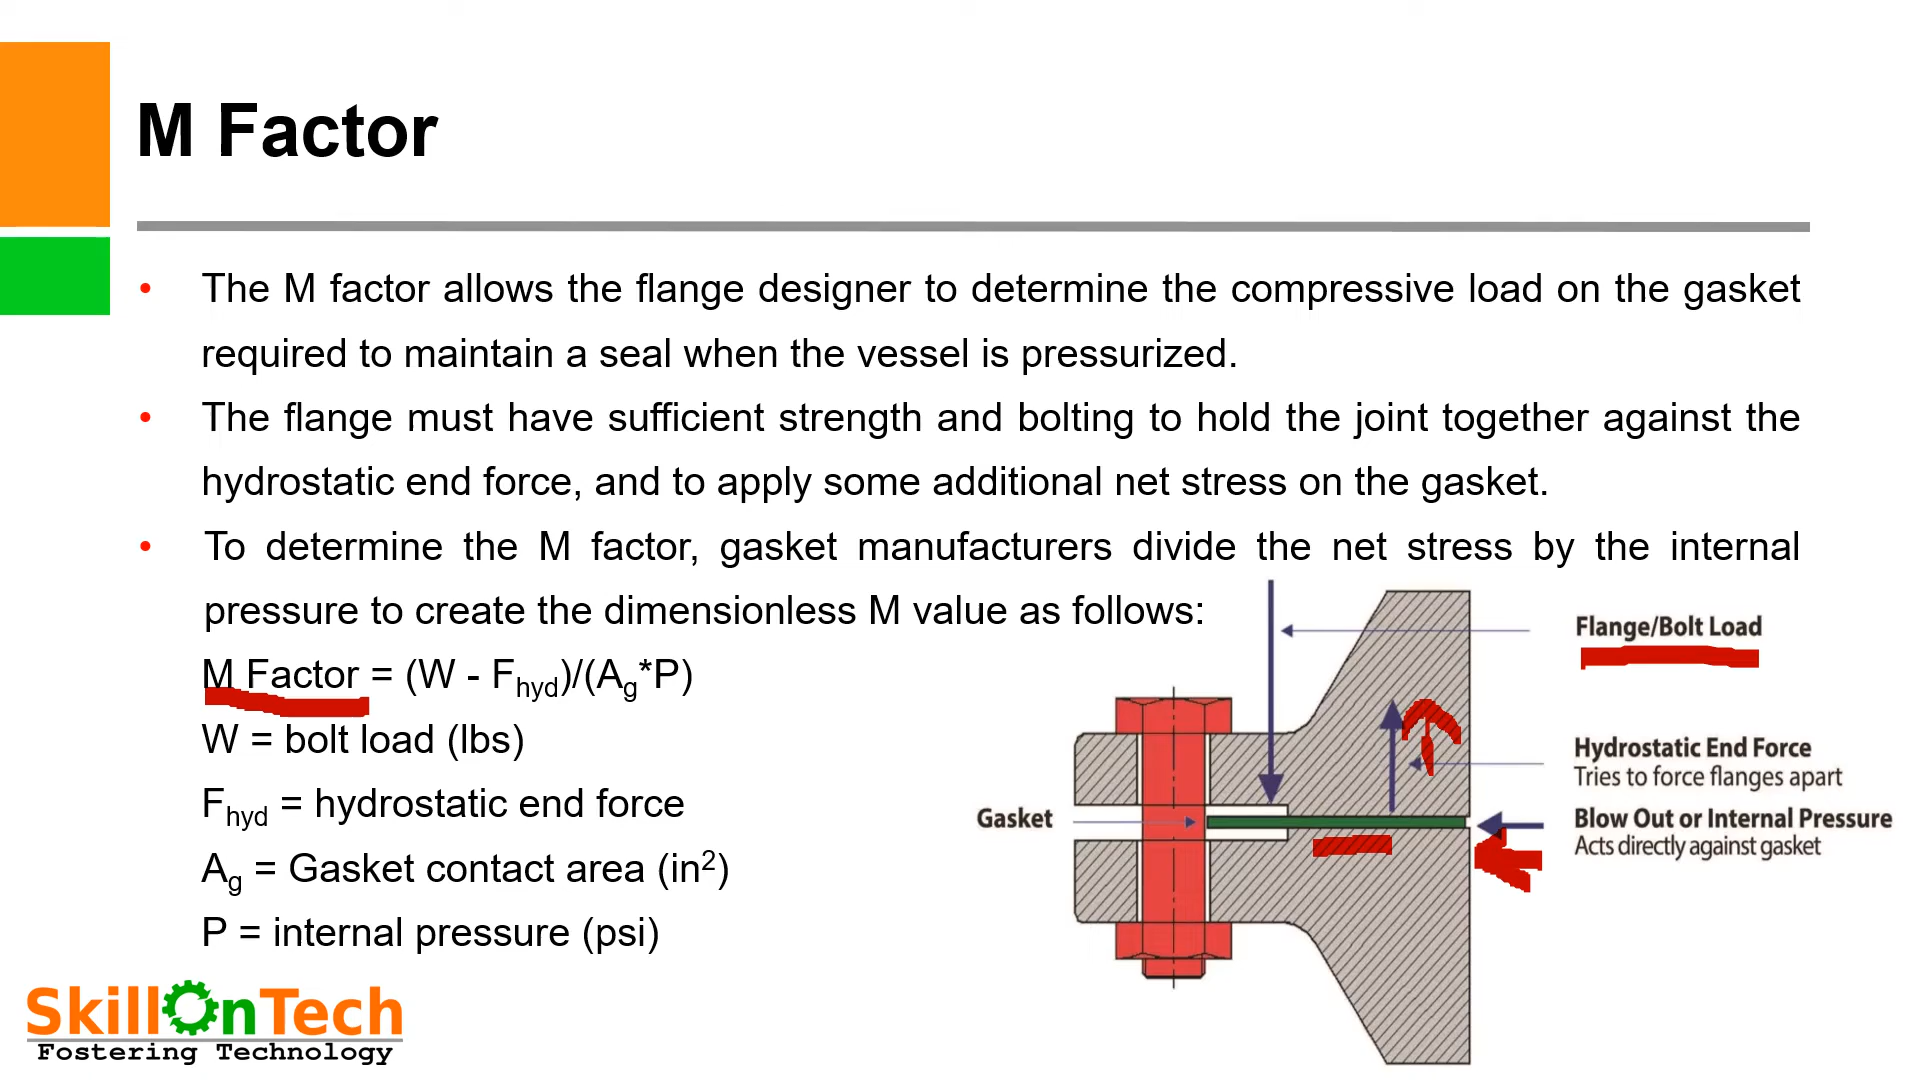 M Factor
• The M factor allows the flange designer to determine the compressive load on the gasket
required to maintain a seal when the vessel is pressurized.
• The flange must have sufficient strength and bolting to hold the joint together against the
hydrostatic end force, and to apply some additional net stress on the gasket.
• To determine the M factor, gasket manufacturers divide the net stress by the internal
pressure to create the dimensionless M value as follows:
M Factor = (W - Fhyd)/(Ag*P)
W = bolt load (lbs)
Fhyd = hydrostatic end force
Ag = Gasket contact area (in²)
P = internal pressure (psi)
Flange/Bolt Load
Hydrostatic End Force
Tries to force flanges apart
Gasket
Blow Out or Internal Pressure
Acts directly against gasket
SkillOnTech
Fostering Technology